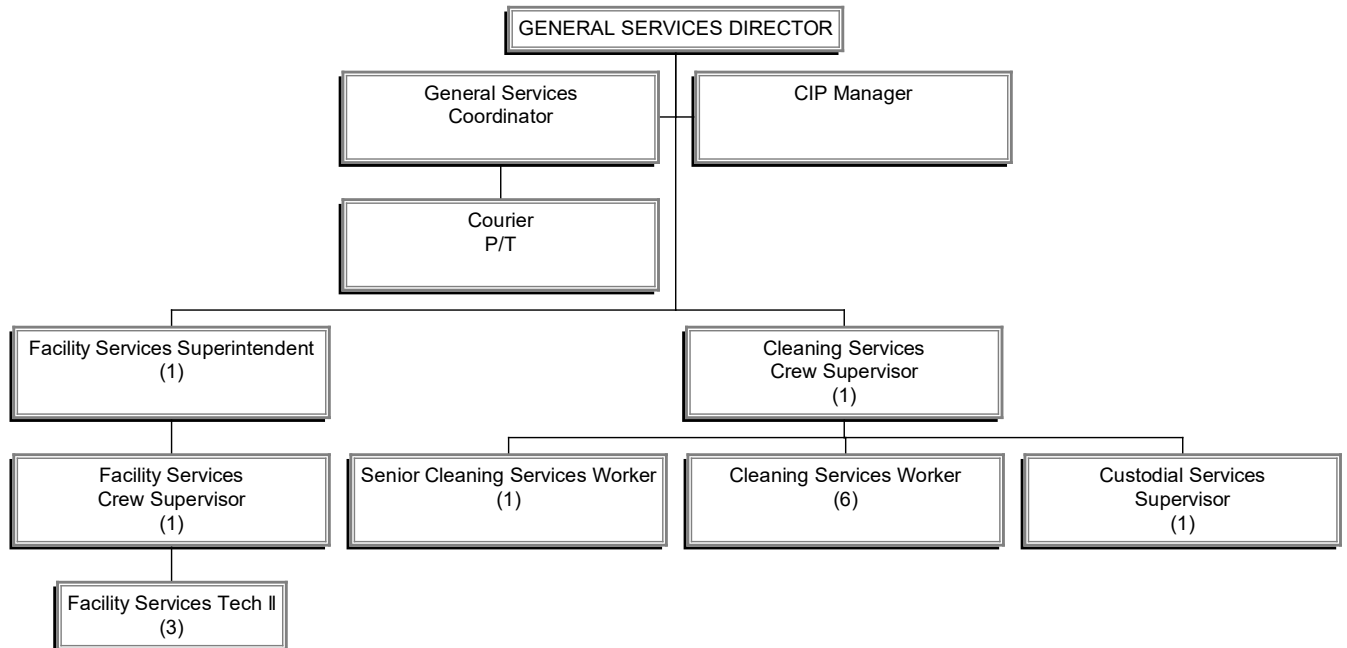 GENERAL SERVICES DIRECTOR
General Services
Coordinator
CIP Manager
Courier
P/T
Facility Services Superintendent
(1)
Cleaning Services
Crew Supervisor
(1)
Facility Services
Crew Supervisor
(1)
Senior Cleaning Services Worker
(1)
Cleaning Services Worker
(6)
Custodial Services
Supervisor
(1)
Facility Services Tech II
(3)